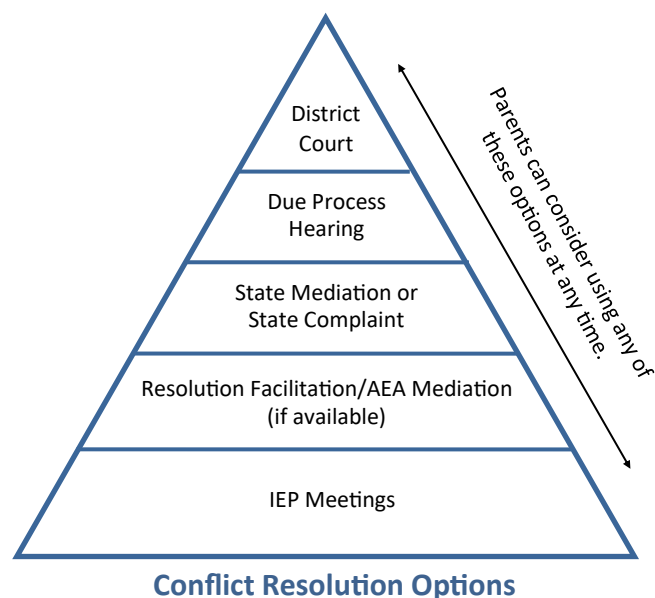 District
Court
Due Process
Hearing
State Mediation or
State Complaint
Resolution Facilitation/AEA Mediation
(if available)
IEP Meetings
Parents can consider using any of
these options at any time.
Conflict Resolution Options